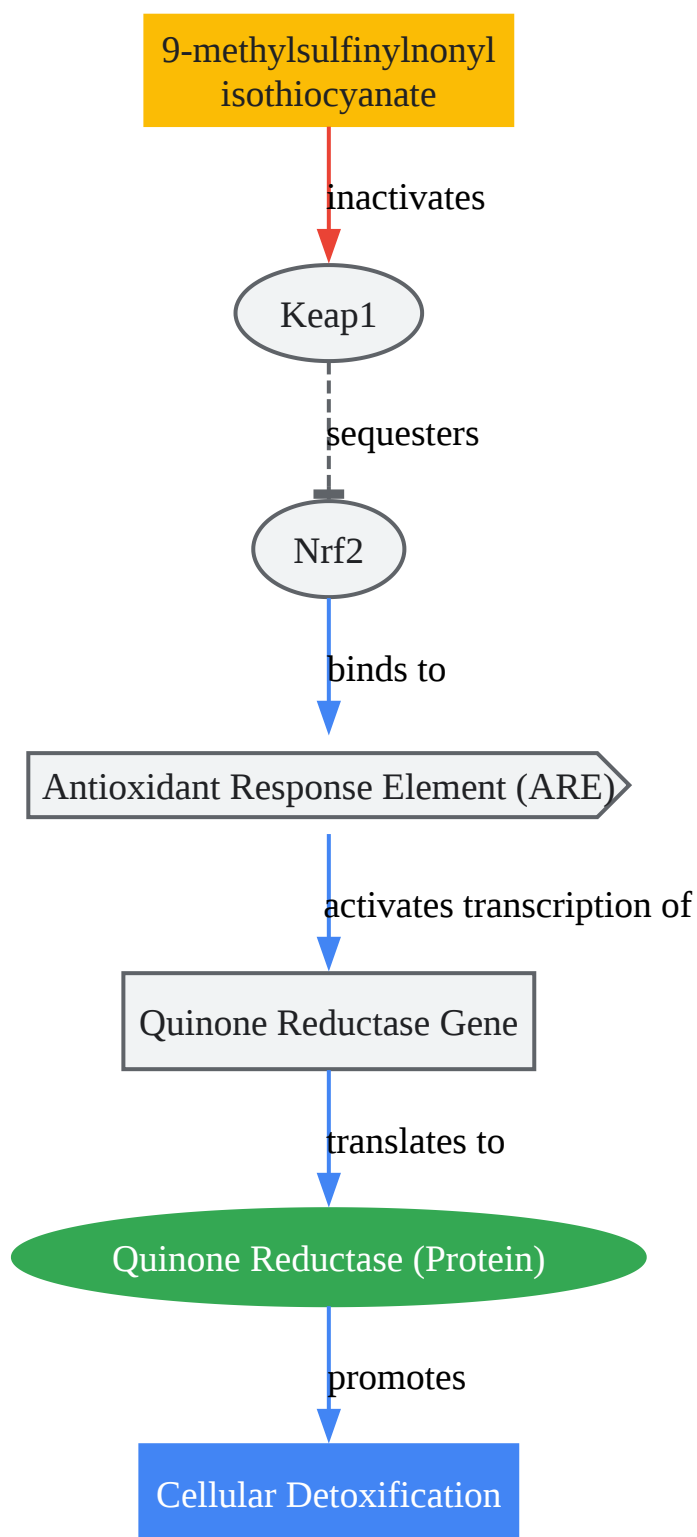 9-methylsulfinylnonyl
isothiocyanate
inactivates
Keap1
sequesters
Nrf2
binds to
Antioxidant Response Element (ARE)
activates transcription of
Quinone Reductase Gene
translates to
Quinone Reductase (Protein)
promotes
Cellular Detoxification